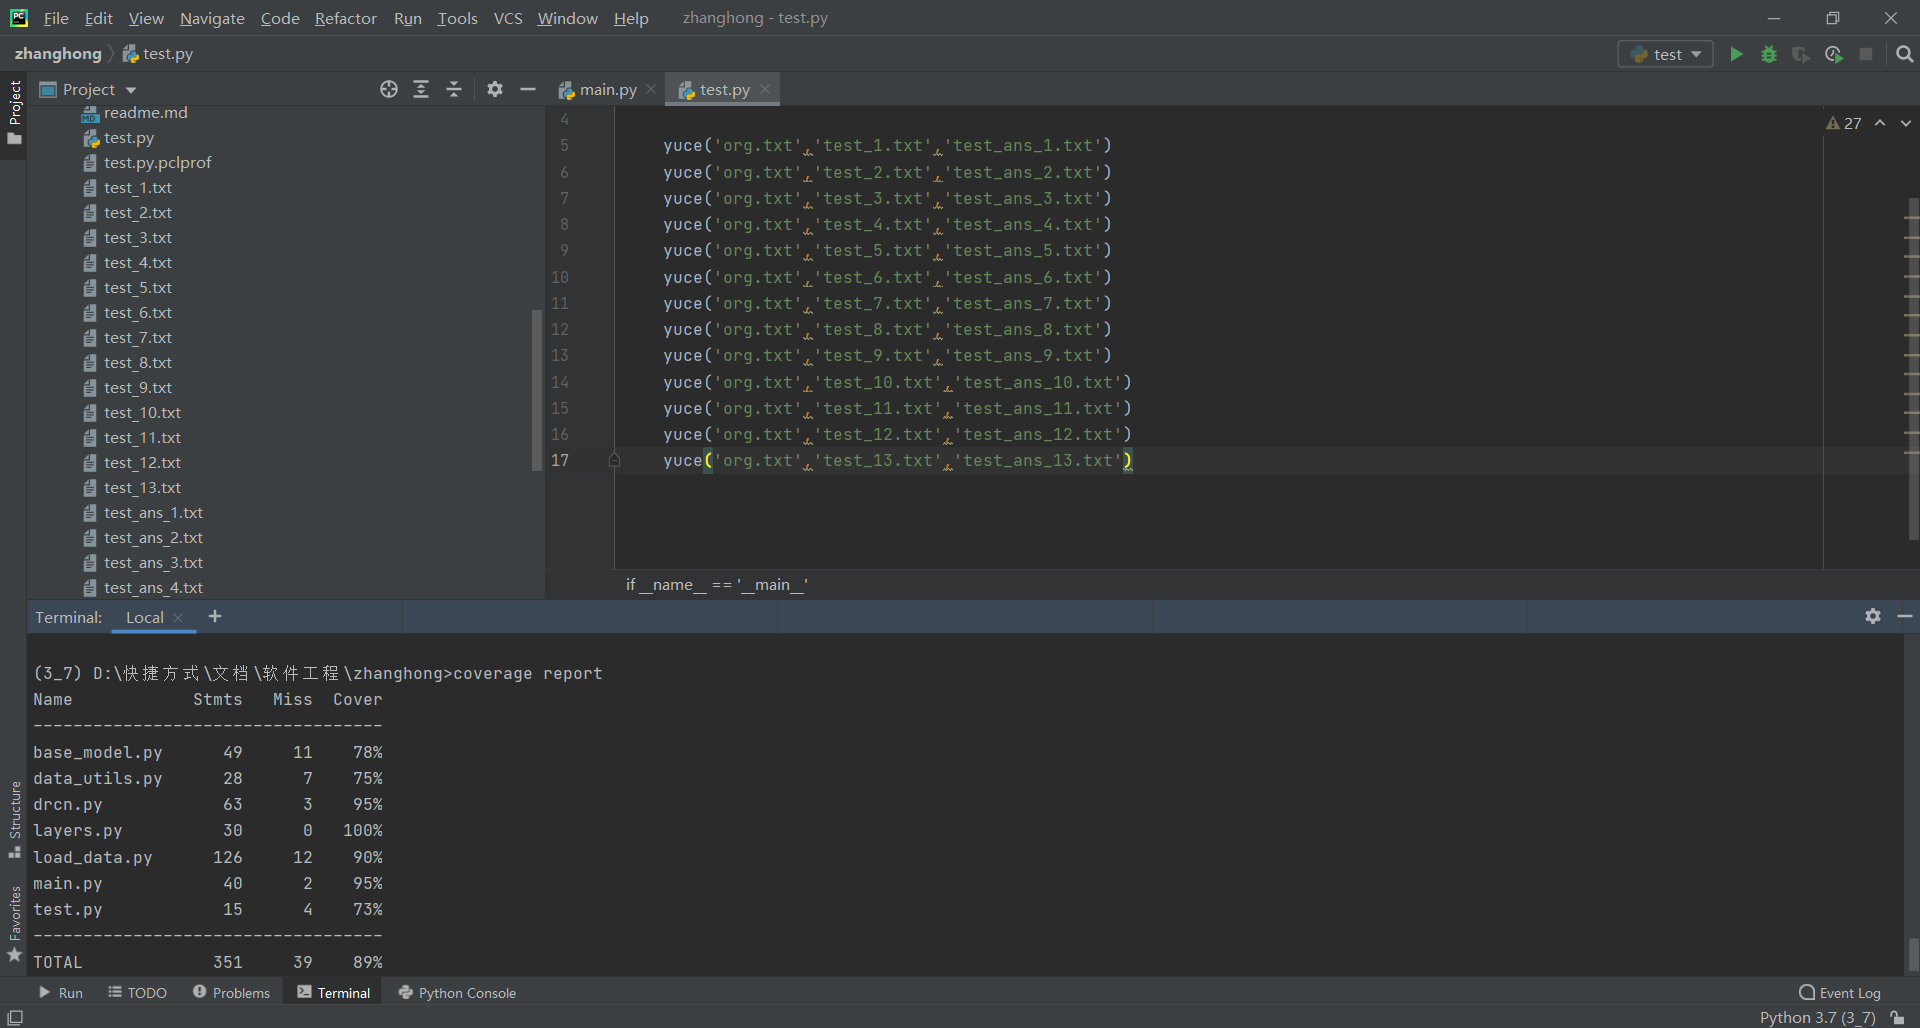 File Edit View Navigate Code Refactor Run Tools VCS Window Help zhanghong - test.py
zhanghong test.py
test
Project
main.py
test.py
Project
readme.md
test.py
test.py.pclprof
test_1.txt
test_2.txt
test_3.txt
test_4.txt
test_5.txt
test_6.txt
test_7.txt
test_8.txt
test_9.txt
test_10.txt
test_11.txt
test_12.txt
test_13.txt
test_ans_1.txt
test_ans_2.txt
test_ans_3.txt
test_ans_4.txt
4
27
5 yuce('org.txt','test_1.txt','test_ans_1.txt')
6 yuce('org.txt','test_2.txt','test_ans_2.txt')
7 yuce('org.txt','test_3.txt','test_ans_3.txt')
8 yuce('org.txt','test_4.txt','test_ans_4.txt')
9 yuce('org.txt','test_5.txt','test_ans_5.txt')
10 yuce('org.txt','test_6.txt','test_ans_6.txt')
11 yuce('org.txt','test_7.txt','test_ans_7.txt')
12 yuce('org.txt','test_8.txt','test_ans_8.txt')
13 yuce('org.txt','test_9.txt','test_ans_9.txt')
14 yuce('org.txt','test_10.txt','test_ans_10.txt')
15 yuce('org.txt','test_11.txt','test_ans_11.txt')
16 yuce('org.txt','test_12.txt','test_ans_12.txt')
17 yuce('org.txt','test_13.txt','test_ans_13.txt')
if __name__ == '__main__'
Terminal: Local
(3_7) D:\快捷方式\文档\软件工程\zhanghong>coverage report
Name Stmts Miss Cover
-----------------------------------
base_model.py 49 11 78%
data_utils.py 28 7 75%
drcn.py 63 3 95%
layers.py 30 0 100%
load_data.py 126 12 90%
main.py 40 2 95%
test.py 15 4 73%
-----------------------------------
TOTAL 351 39 89%
Structure
Favorites
Run TODO Problems Terminal Python Console Event Log
Python 3.7 (3_7)